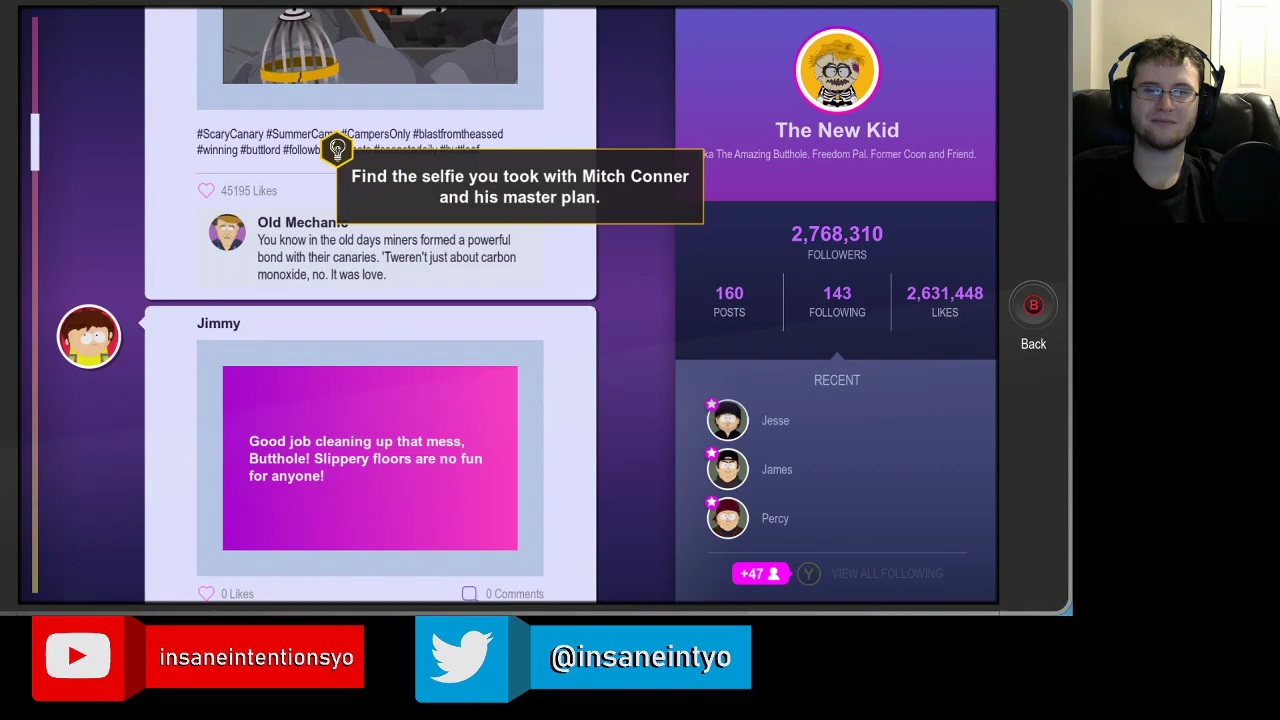 #ScaryCanary #SummerCamp #CampersOnly #blastfromtheassed
#winning #buttlord
Find the selfie you took with Mitch Conner
and his master plan.
45195 Likes
Old Mechanic
You know in the old days miners formed a powerful
bond with their canaries. 'Tweren't just about carbon
monoxide, no. It was love.
Jimmy
Good job cleaning up that mess,
Butthole! Slippery floors are no fun
for anyone!
0 Likes
0 Comments
The New Kid
aka The Amazing Butthole. Freedom Pal. Former Coon and Friend.
2,768,310
FOLLOWERS
160
POSTS
143
FOLLOWING
2,631,448
LIKES
RECENT
Jesse
James
Percy
+47
Y
VIEW ALL FOLLOWING
B
Back
insaneintentionsyo
@insaneintyo